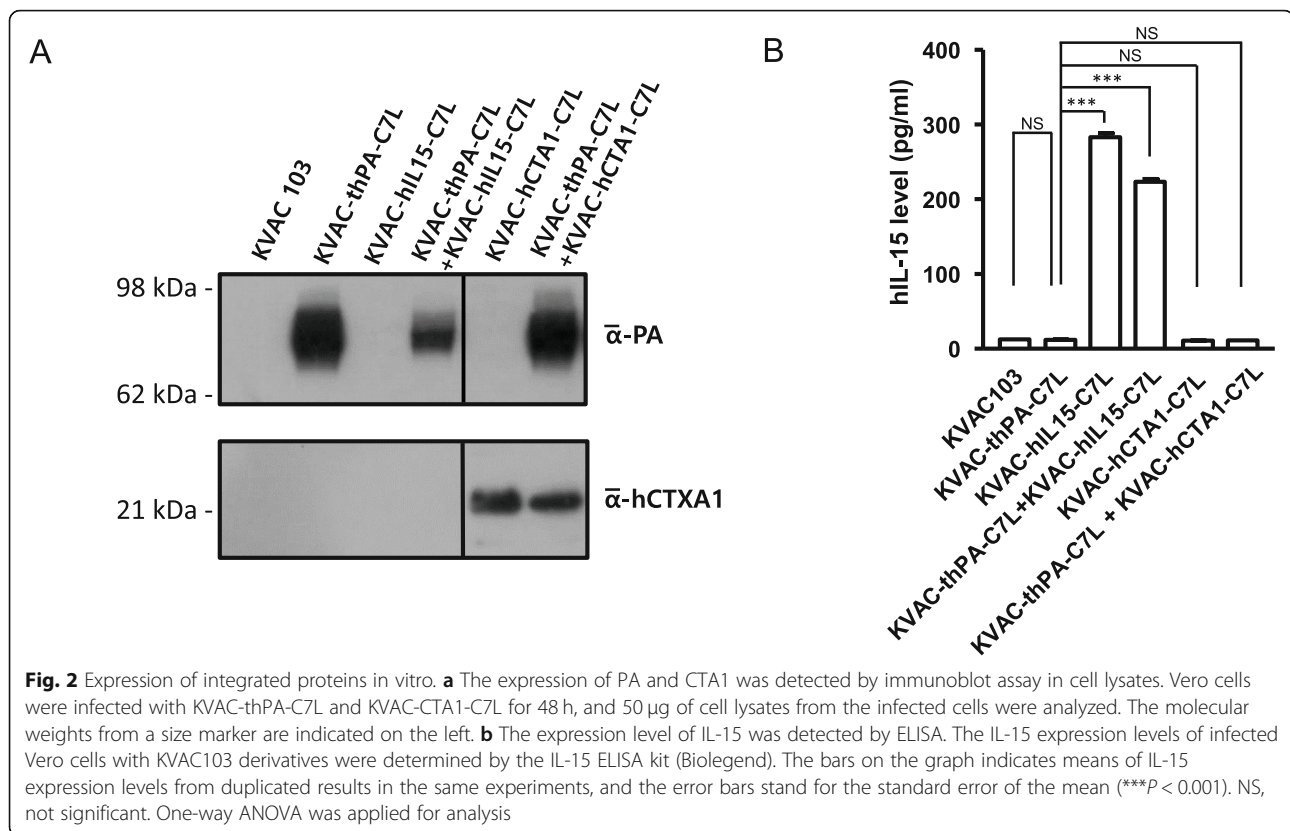 A
KVAC 103
KVAC-thPA-C7L
KVAC-hIL15-C7L
KVAC-thPA-C7L
+KVAC-hIL15-C7L
KVAC-hCTA1-C7L
KVAC-thPA-C7L
+KVAC-hCTA1-C7L
98 kDa -
62 kDa -
α̅-PA
21 kDa -
α̅-hCTXA1
B
hIL-15 level (pg/ml)
400
300
200
100
0
NS
NS
***
***
NS
KVAC103
KVAC-thPA-C7L
KVAC-hIL15-C7L
KVAC-thPA-C7L+KVAC-hIL15-C7L
KVAC-hCTA1-C7L
KVAC-thPA-C7L + KVAC-hCTA1-C7L
Fig. 2 Expression of integrated proteins in vitro. a The expression of PA and CTA1 was detected by immunoblot assay in cell lysates. Vero cells
were infected with KVAC-thPA-C7L and KVAC-CTA1-C7L for 48 h, and 50 μg of cell lysates from the infected cells were analyzed. The molecular
weights from a size marker are indicated on the left. b The expression level of IL-15 was detected by ELISA. The IL-15 expression levels of infected
Vero cells with KVAC103 derivatives were determined by the IL-15 ELISA kit (Biolegend). The bars on the graph indicates means of IL-15
expression levels from duplicated results in the same experiments, and the error bars stand for the standard error of the mean (***P < 0.001). NS,
not significant. One-way ANOVA was applied for analysis